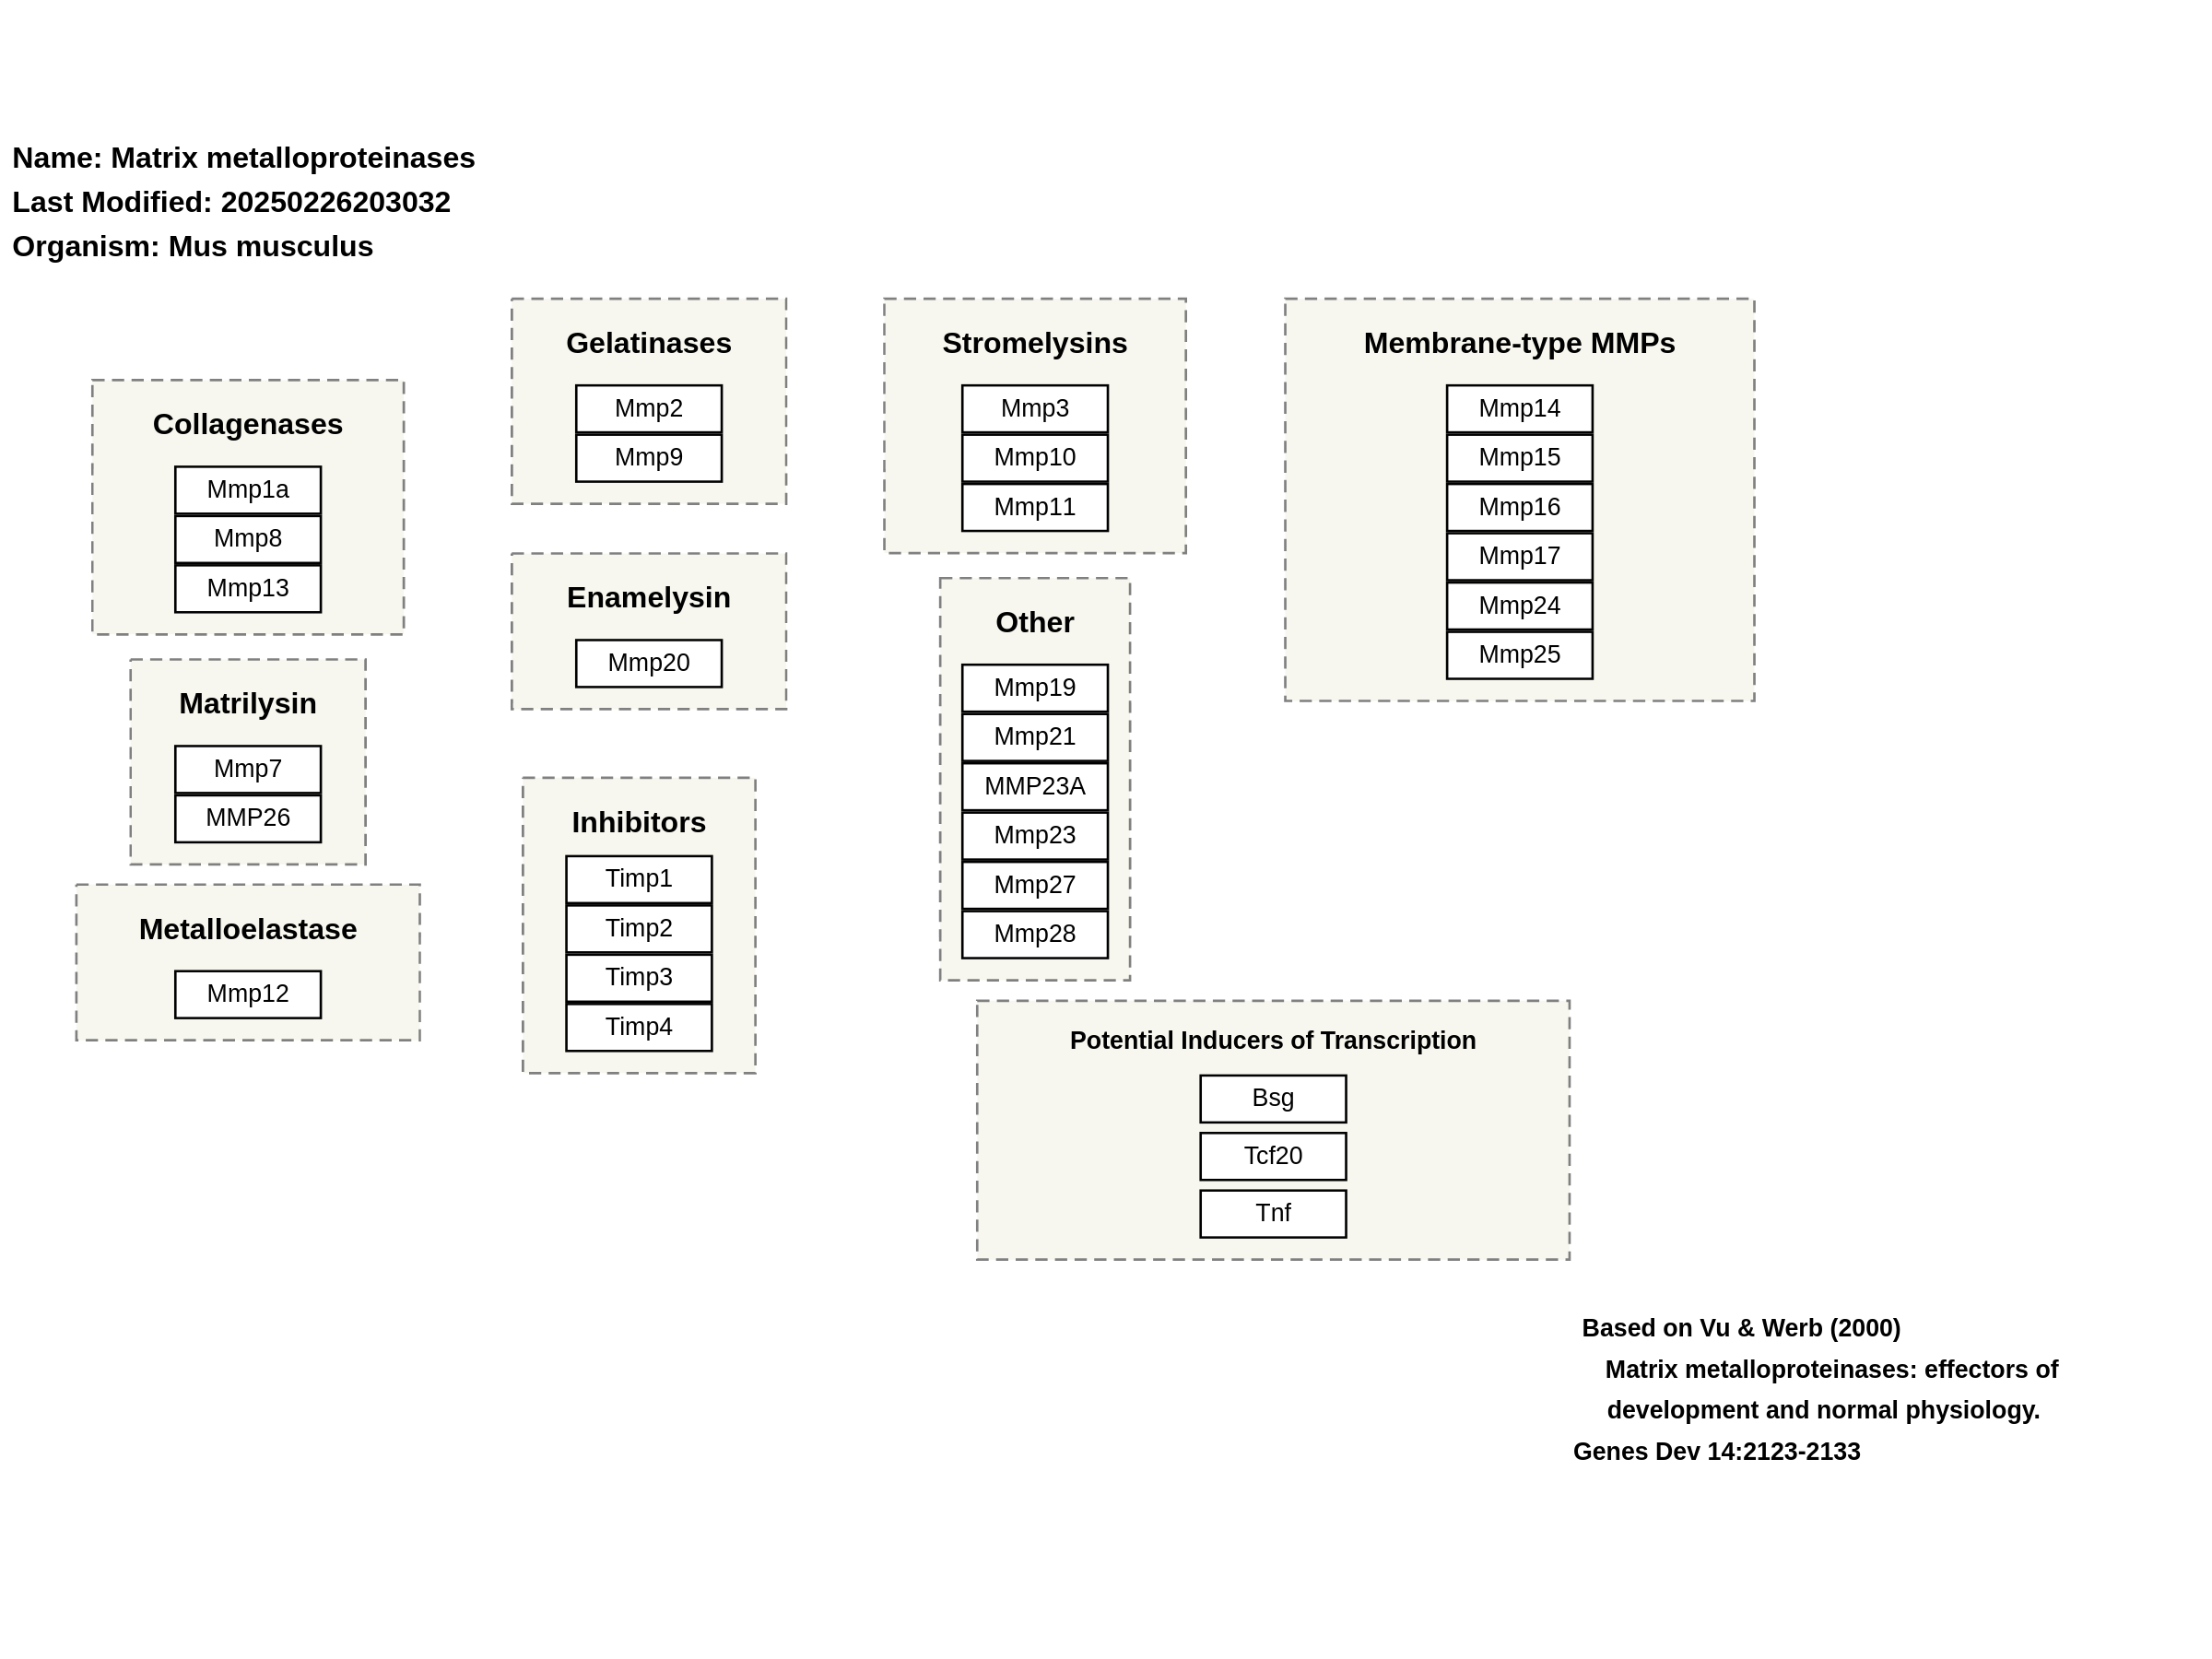 Name: Matrix metalloproteinases
Last Modified: 20250226203032
Organism: Mus musculus
Collagenases
Mmp1a
Mmp8
Mmp13
Matrilysin
Mmp7
MMP26
Metalloelastase
Mmp12
Gelatinases
Mmp2
Mmp9
Enamelysin
Mmp20
Inhibitors
Timp1
Timp2
Timp3
Timp4
Stromelysins
Mmp3
Mmp10
Mmp11
Other
Mmp19
Mmp21
MMP23A
Mmp23
Mmp27
Mmp28
Membrane-type MMPs
Mmp14
Mmp15
Mmp16
Mmp17
Mmp24
Mmp25
Potential Inducers of Transcription
Bsg
Tcf20
Tnf
Based on Vu & Werb (2000)
Matrix metalloproteinases: effectors of
development and normal physiology.
Genes Dev 14:2123-2133